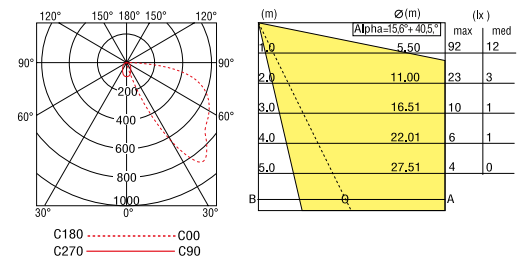 120° 150° 180° 150° 120°
90° 90°
200
60° 60°
400
600
800
1000
30° 0° 30°
C180 C00
C270 C90
(m) ⌀(m) (lx)
Alpha=15,6°+ 40,5,° max med
1.0 5.50 92 12
2.0 11.00 23 3
3.0 16.51 10 1
4.0 22.01 6 1
5.0 27.51 4 0
B O A